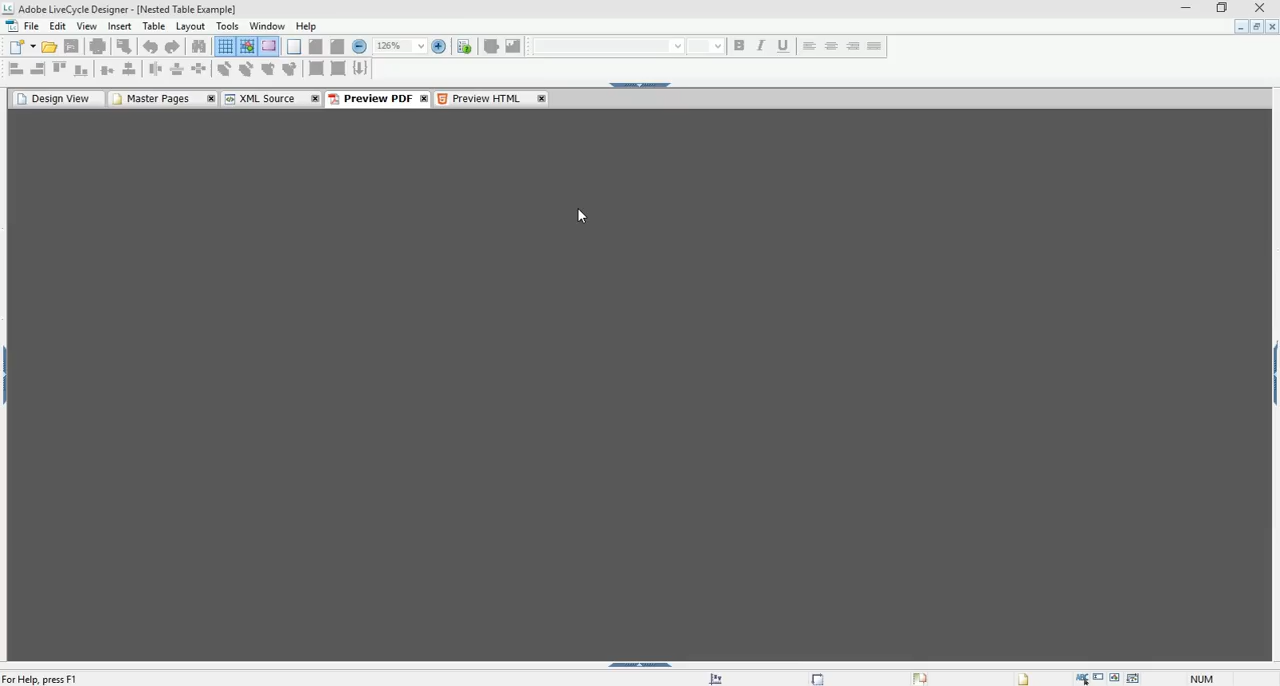 Adobe LiveCycle Designer - [Nested Table Example]
File Edit View Insert Table Layout Tools Window Help
126%
B I U
Design View Master Pages XML Source Preview PDF Preview HTML
For Help, press F1 NUM